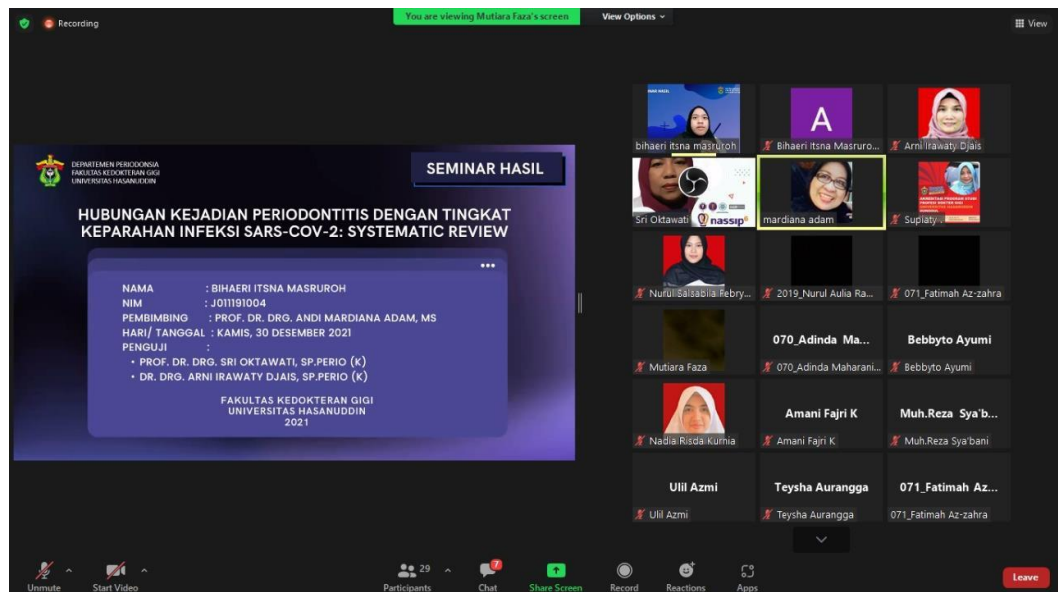 Recording
You are viewing Mutiara Faza's screen
View Options
View
DEPARTEMEN PERIODONSIA
FAKULTAS KEDOKTERAN GIGI
UNIVERSITAS HASANUDDIN
SEMINAR HASIL
HUBUNGAN KEJADIAN PERIODONTITIS DENGAN TINGKAT
KEPARAHAN INFEKSI SARS-COV-2: SYSTEMATIC REVIEW
NAMA : BIHAERI ITSNA MASRUROH
NIM : J011191004
PEMBIMBING : PROF. DR. DRG. ANDI MARDIANA ADAM, MS
HARI/ TANGGAL : KAMIS, 30 DESEMBER 2021
PENGUJI :
• PROF. DR. DRG. SRI OKTAWATI, SP.PERIO (K)
• DR. DRG. ARNI IRAWATY DJAIS, SP.PERIO (K)
FAKULTAS KEDOKTERAN GIGI
UNIVERSITAS HASANUDDIN
2021
bihaeri itsna masruroh
A
Bihaeri Itsna Masruro...
Arni Irawaty Djais
Sri Oktawati
nassip
mardiana adam
Supiaty
Nurul Salsabila Febry...
2019_Nurul Aulia Ra...
071_Fatimah Az-zahra
Mutiara Faza
070_Adinda Ma...
070_Adinda Maharani...
Bebbyto Ayumi
Bebbyto Ayumi
Nadia Risda Kurnia
Amani Fajri K
Amani Fajri K
Muh.Reza Sya'b...
Muh.Reza Sya'bani
Ulil Azmi
Ulil Azmi
Teysha Aurangga
Teysha Aurangga
071_Fatimah Az...
071_Fatimah Az-zahra
Unmute
Start Video
29
Participants
7
Chat
Share Screen
Record
Reactions
Apps
Leave